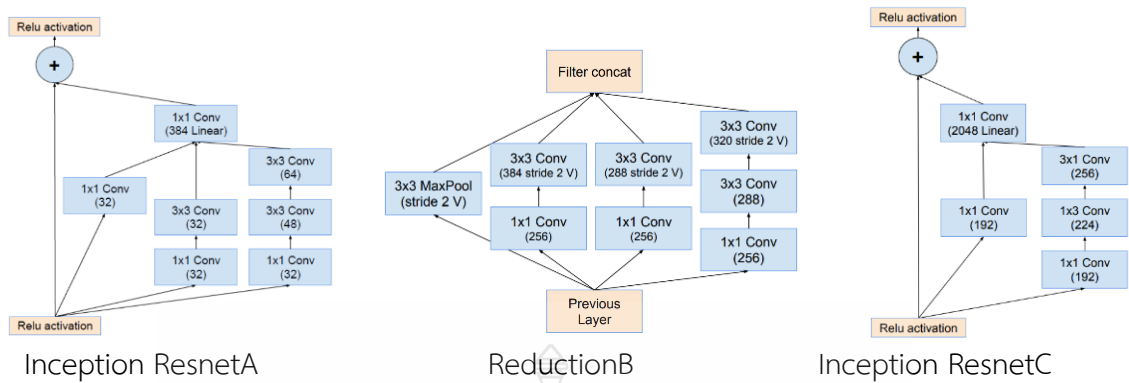 Relu activation
+
1x1 Conv
(384 Linear)
3x3 Conv
(64)
1x1 Conv
(32)
3x3 Conv
(32)
3x3 Conv
(48)
1x1 Conv
(32)
1x1 Conv
(32)
Relu activation
Inception ResnetA
Filter concat
3x3 Conv
(320 stride 2 V)
3x3 Conv
(384 stride 2 V)
3x3 Conv
(288 stride 2 V)
3x3 MaxPool
(stride 2 V)
3x3 Conv
(288)
1x1 Conv
(256)
1x1 Conv
(256)
1x1 Conv
(256)
Previous
Layer
ReductionB
Relu activation
+
1x1 Conv
(2048 Linear)
3x1 Conv
(256)
1x1 Conv
(192)
1x3 Conv
(224)
1x1 Conv
(192)
Relu activation
Inception ResnetC